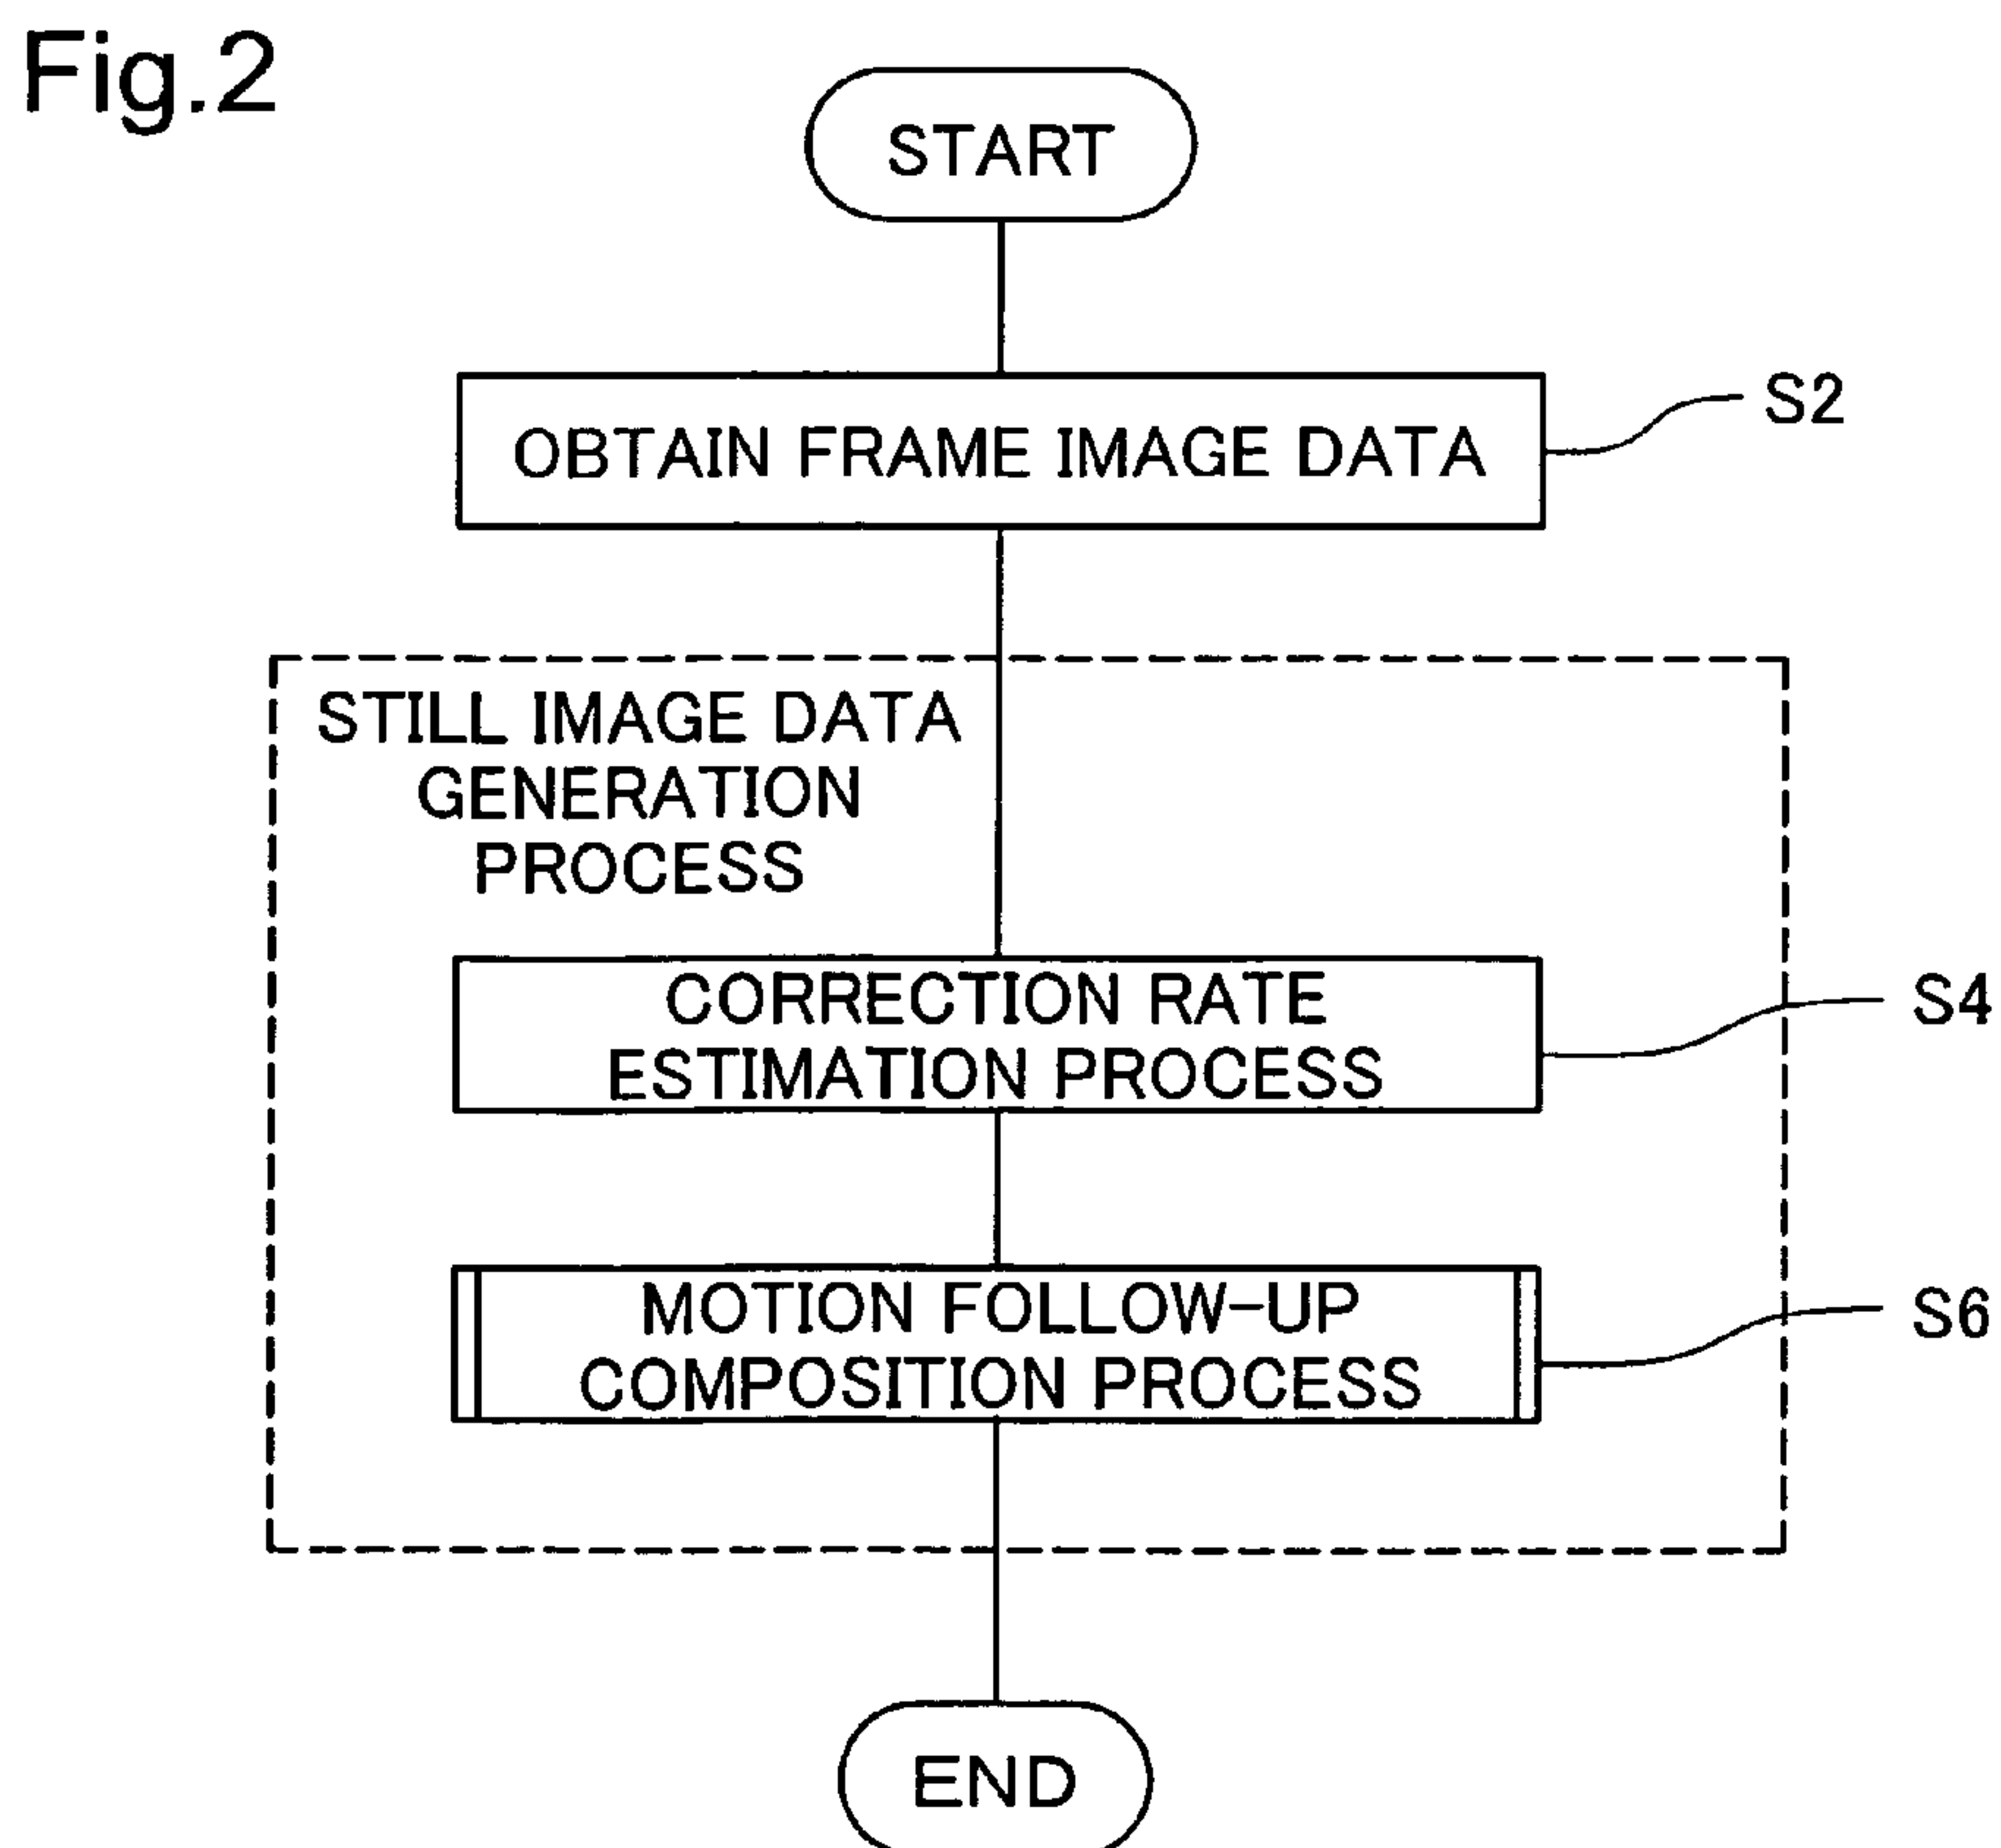 Fig.2
START
OBTAIN FRAME IMAGE DATA
S2
STILL IMAGE DATA
GENERATION
PROCESS
CORRECTION RATE
ESTIMATION PROCESS
S4
MOTION FOLLOW-UP
COMPOSITION PROCESS
S6
END